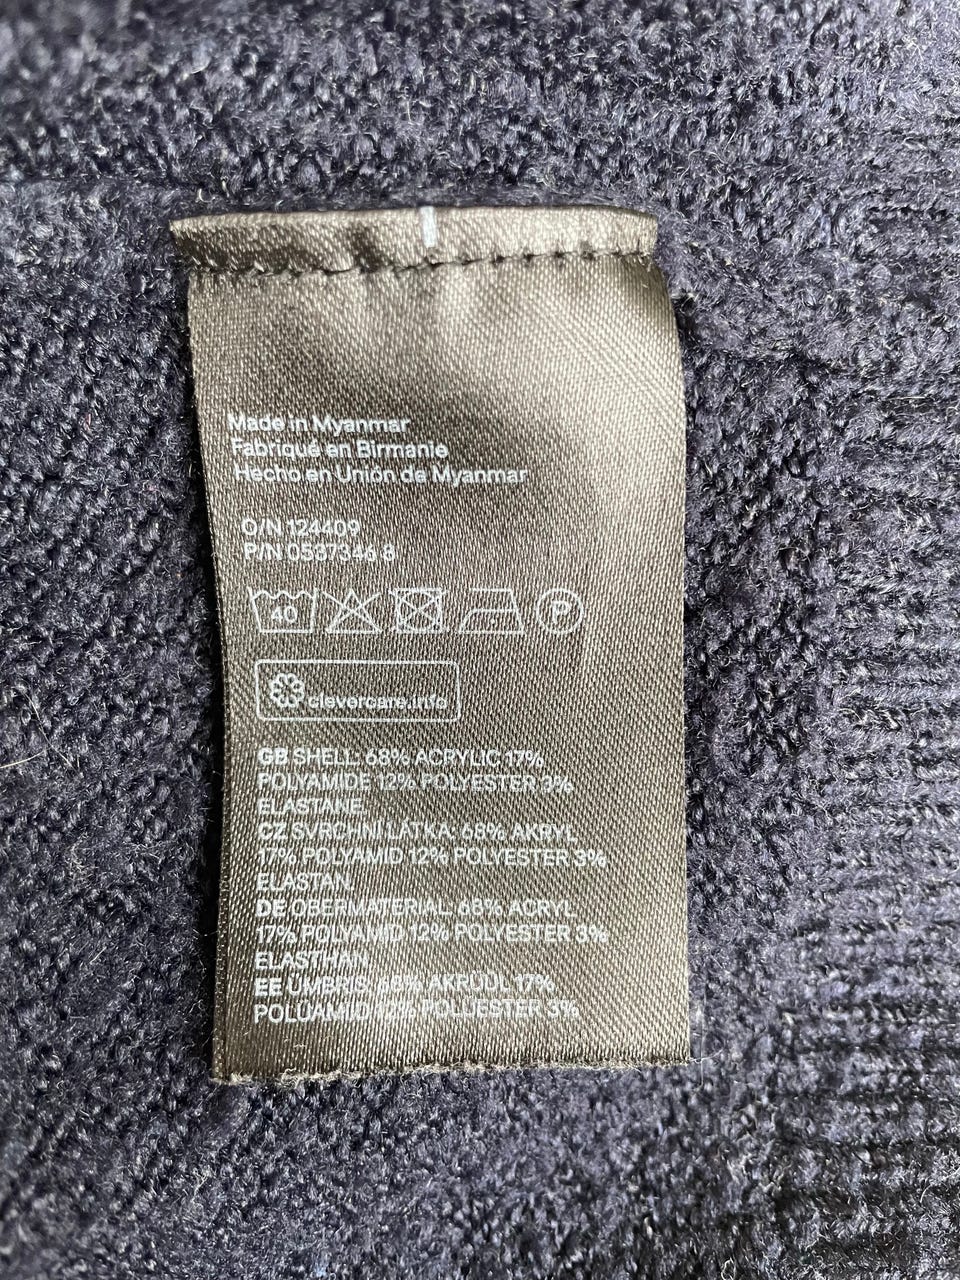 Made in Myanmar
Fabriqué en Birmanie
Hecho en Unión de Myanmar
O/N 124409
P/N 0537346 8
40 P
clevercare.info
GB SHELL: 68% ACRYLIC 17%
POLYAMIDE 12% POLYESTER 3%
ELASTANE.
CZ SVRCHNÍ LÁTKA: 68% AKRYL
17% POLYAMID 12% POLYESTER 3%
ELASTAN.
DE OBERMATERIAL: 68% ACRYL
17% POLYAMID 12% POLYESTER 3%
ELASTHAN.
EE ÜMBRIS: 68% AKRÜÜL 17%
POLÜAMIID 12% POLÜESTER 3%